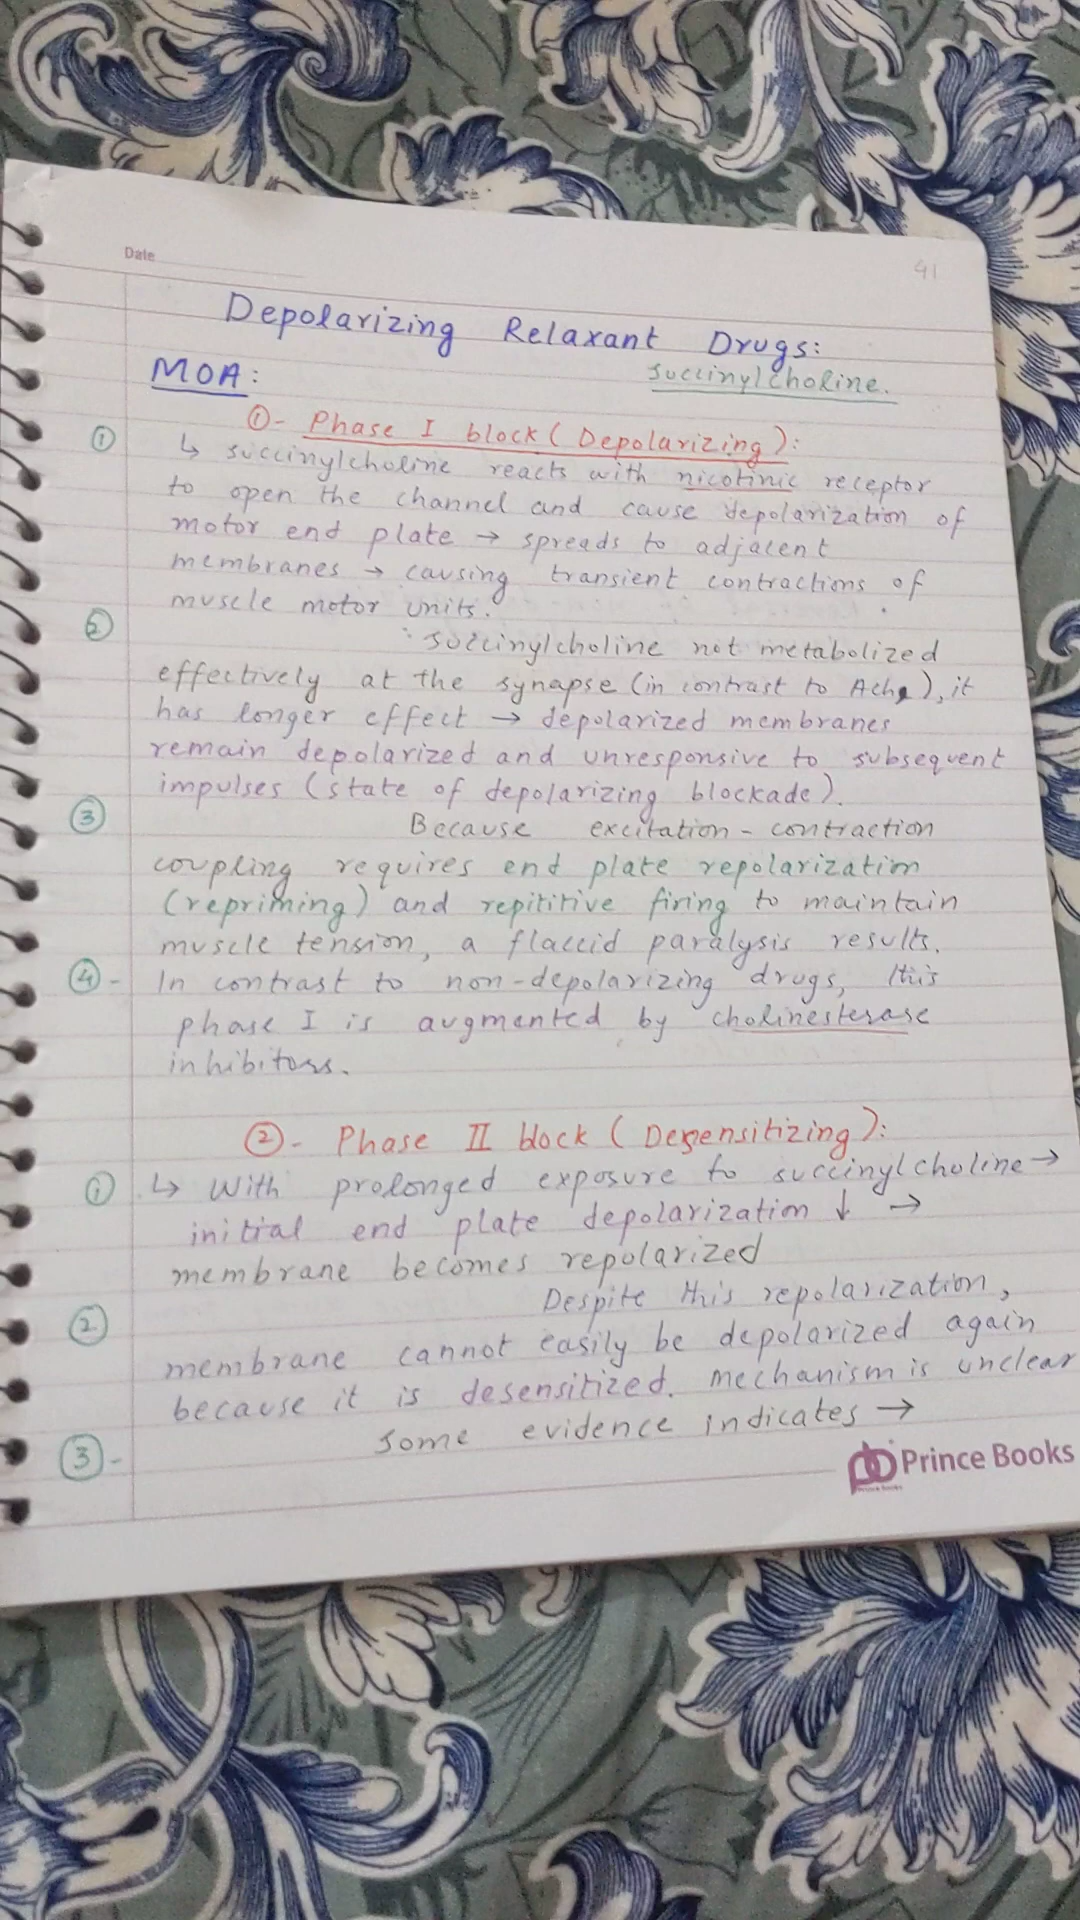 Date
41
Depolarizing Relaxant Drugs:
MOA:
succinylcholine.
①- Phase I block (Depolarizing):
① ↳ succinylcholine reacts with nicotinic receptor
to open the channel and cause depolarization of
motor end plate → spreads to adjacent
membranes → causing transient contractions of
muscle motor units.
② succinylcholine not metabolized
effectively at the synapse (in contrast to Ach), it
has longer effect → depolarized membranes
remain depolarized and unresponsive to subsequent
impulses (state of depolarizing blockade).
③ Because excitation-contraction
coupling requires end plate repolarization
(repriming) and repititive firing to maintain
muscle tension, a flaccid paralysis results.
④- In contrast to non-depolarizing drugs, this
phase I is augmented by cholinesterase
inhibitors.
②- Phase II block (Desensitizing):
① ↳ With prolonged exposure to succinylcholine →
initial end plate depolarization ↓ →
membrane becomes repolarized
② Despite this repolarization,
membrane cannot easily be depolarized again
because it is desensitized. mechanism is unclear
③- some evidence indicates →
Prince Books